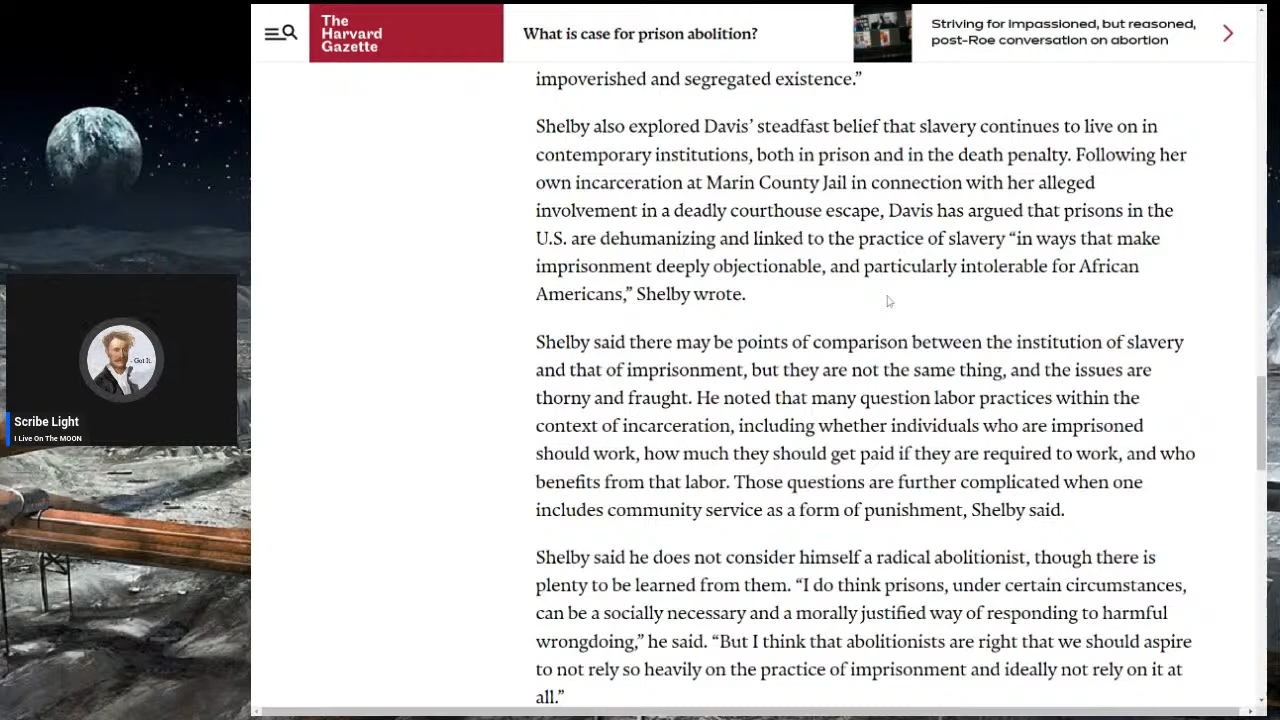 The
Harvard
Gazette
What is case for prison abolition?
Striving for impassioned, but reasoned,
post-Roe conversation on abortion
impoverished and segregated existence.”
Shelby also explored Davis’ steadfast belief that slavery continues to live on in
contemporary institutions, both in prison and in the death penalty. Following her
own incarceration at Marin County Jail in connection with her alleged
involvement in a deadly courthouse escape, Davis has argued that prisons in the
U.S. are dehumanizing and linked to the practice of slavery “in ways that make
imprisonment deeply objectionable, and particularly intolerable for African
Americans,” Shelby wrote.
Shelby said there may be points of comparison between the institution of slavery
and that of imprisonment, but they are not the same thing, and the issues are
thorny and fraught. He noted that many question labor practices within the
context of incarceration, including whether individuals who are imprisoned
should work, how much they should get paid if they are required to work, and who
benefits from that labor. Those questions are further complicated when one
includes community service as a form of punishment, Shelby said.
Shelby said he does not consider himself a radical abolitionist, though there is
plenty to be learned from them. “I do think prisons, under certain circumstances,
can be a socially necessary and a morally justified way of responding to harmful
wrongdoing,” he said. “But I think that abolitionists are right that we should aspire
to not rely so heavily on the practice of imprisonment and ideally not rely on it at
all.”
- Got It.
Scribe Light
I Live On The MOON